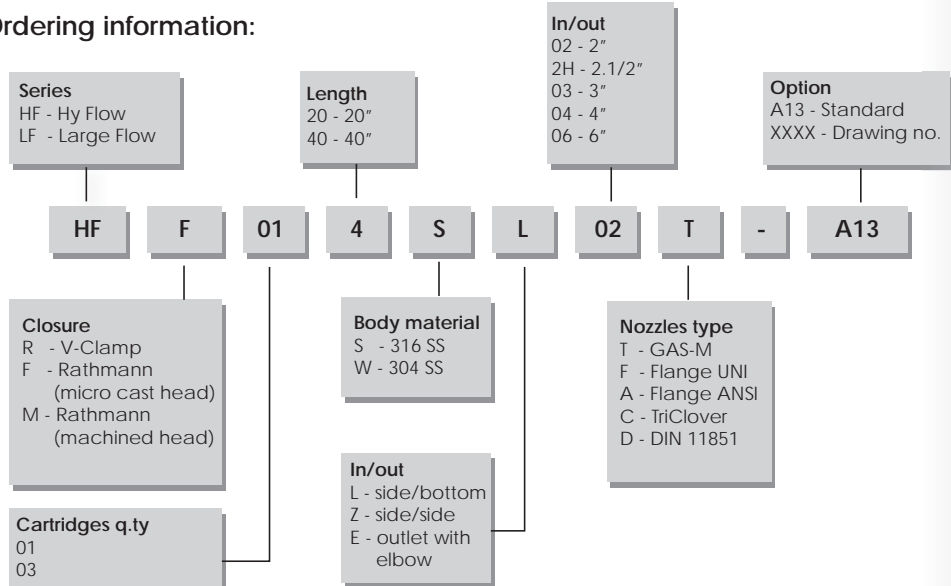 rdering information:
Series
HF - Hy Flow
LF - Large Flow
Length
20 - 20"
40 - 40"
In/out
02 - 2"
2H - 2.1/2"
03 - 3"
04 - 4"
06 - 6"
Option
A13 - Standard
XXXX - Drawing no.
HF F 01 4 S L 02 T - A13
Closure
R - V-Clamp
F - Rathmann
(micro cast head)
M - Rathmann
(machined head)
Cartridges q.ty
01
03
Body material
S - 316 SS
W - 304 SS
In/out
L - side/bottom
Z - side/side
E - outlet with
elbow
Nozzles type
T - GAS-M
F - Flange UNI
A - Flange ANSI
C - TriClover
D - DIN 11851